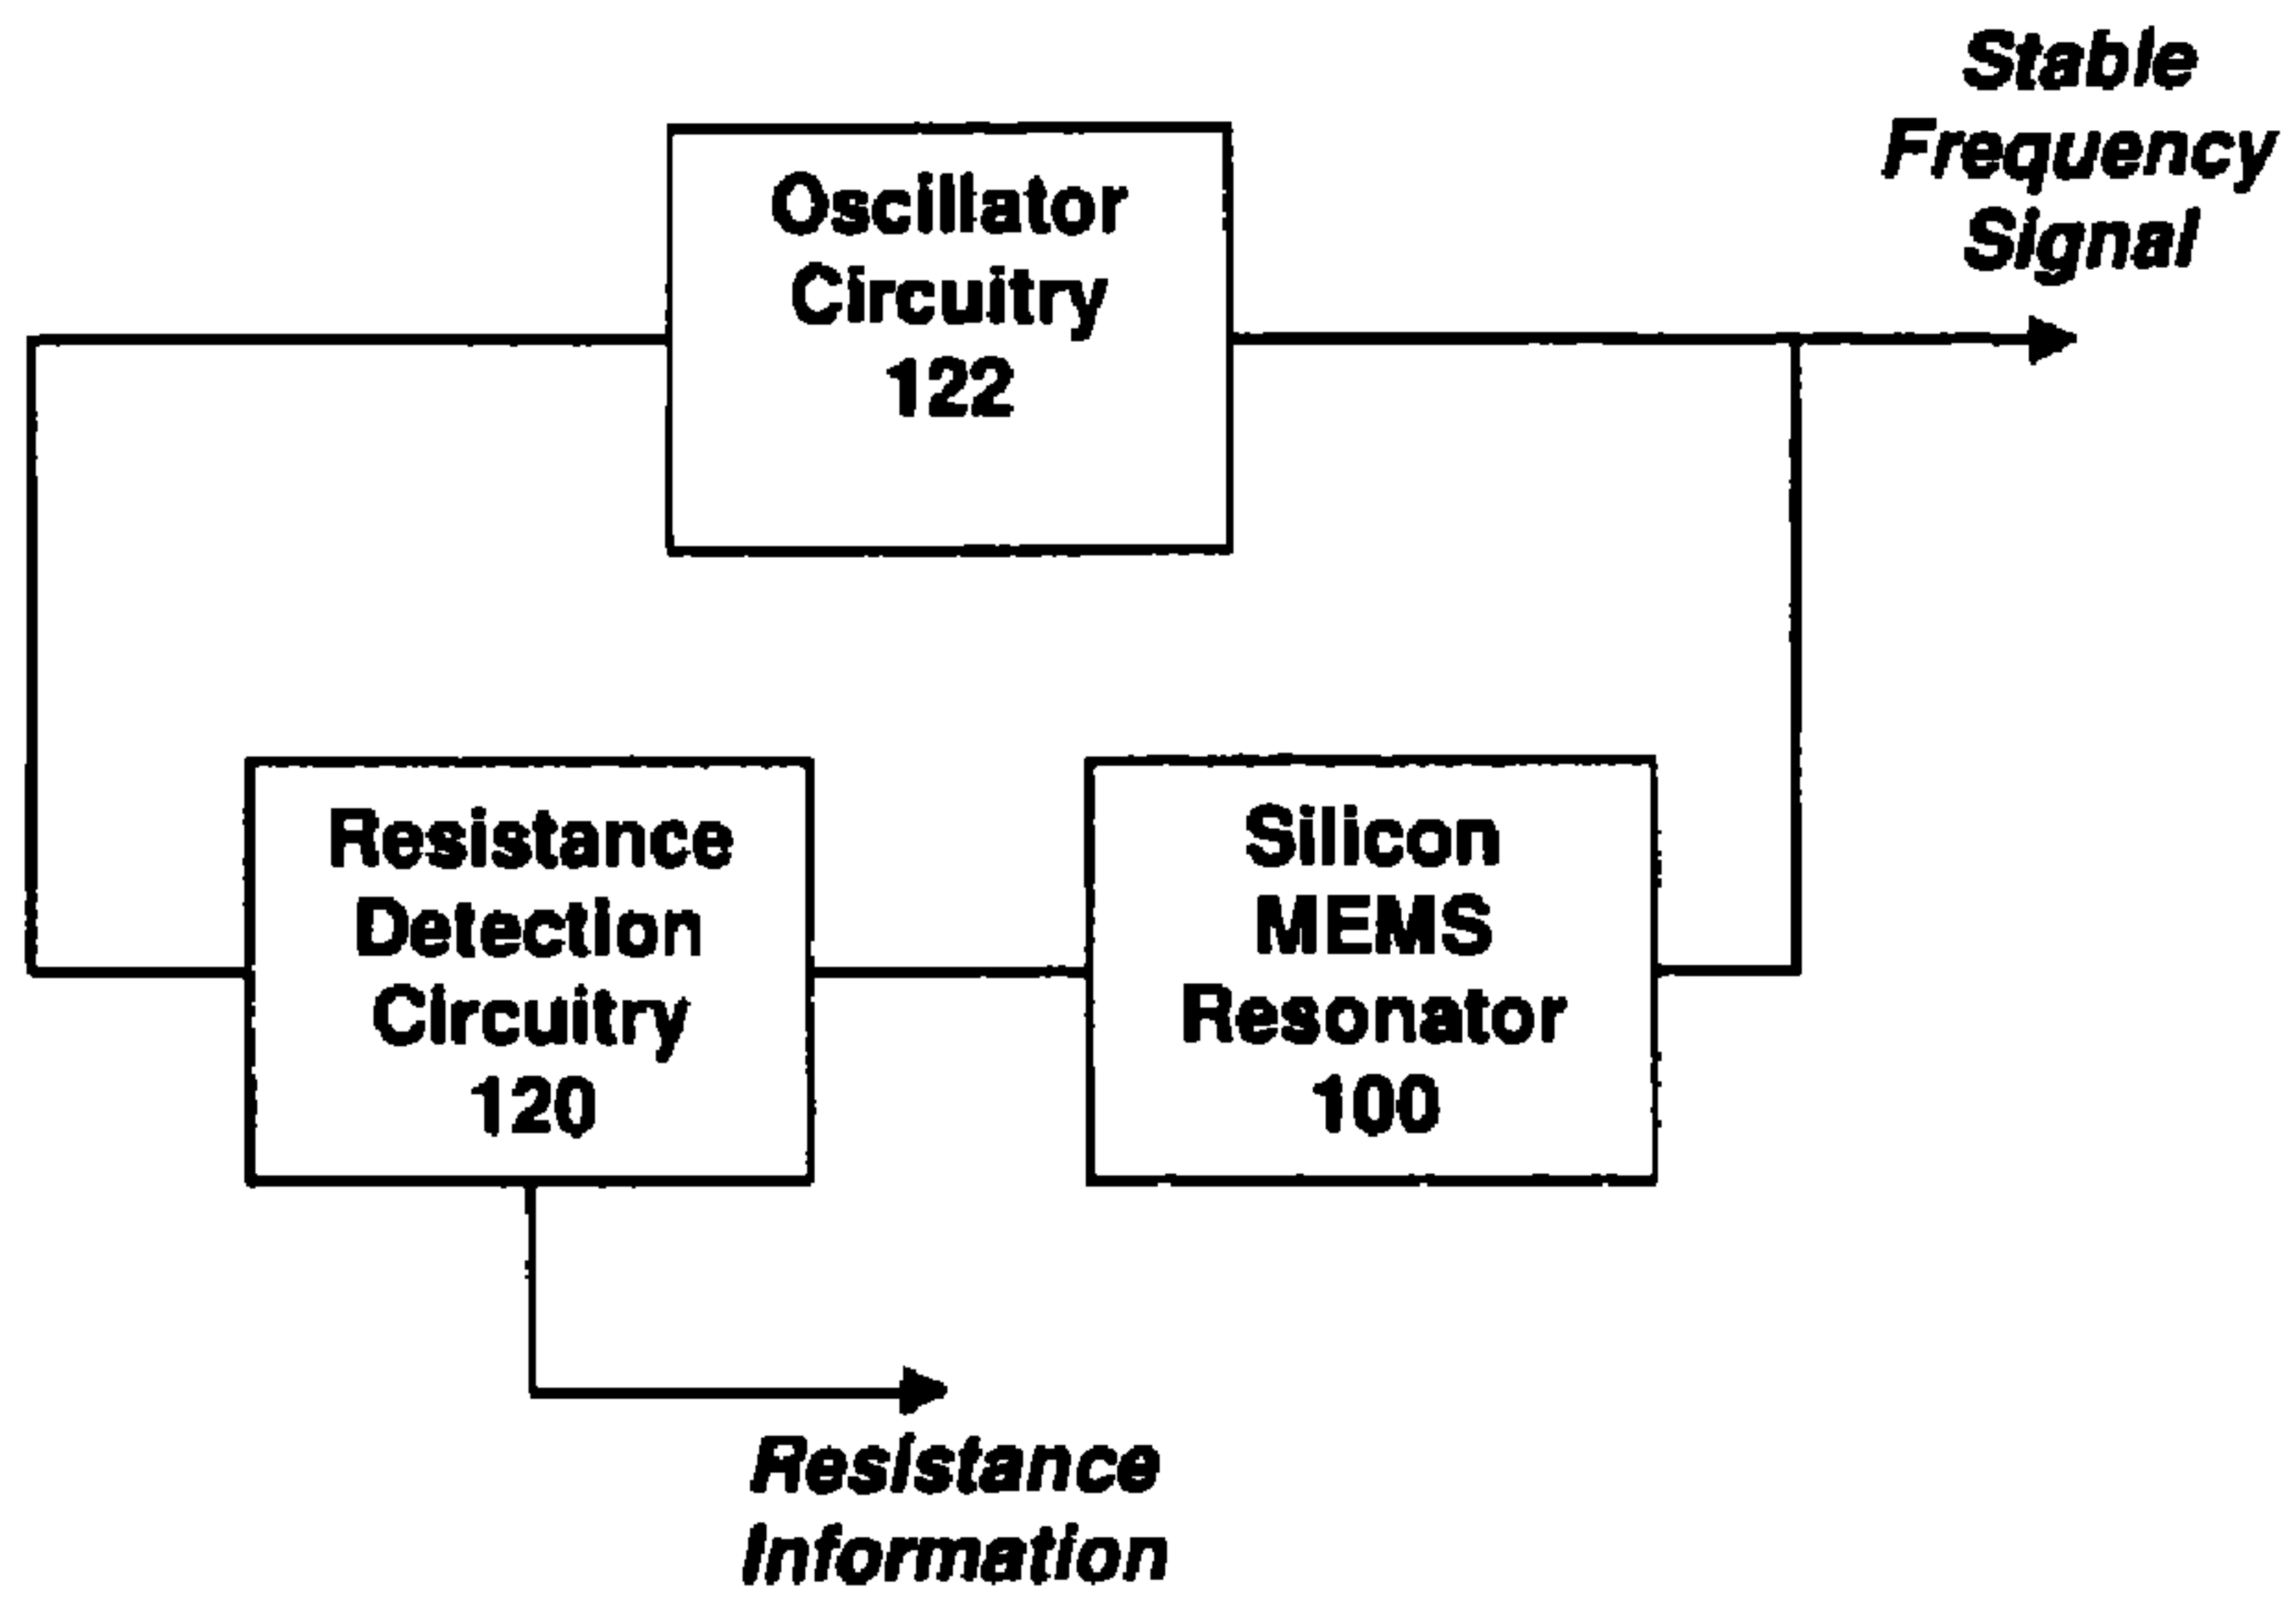 Stable
Frequency
Signal
Oscillator
Circuitry
122
Resistance
Detection
Circuitry
120
Silicon
MEMS
Resonator
100
Resistance
Information